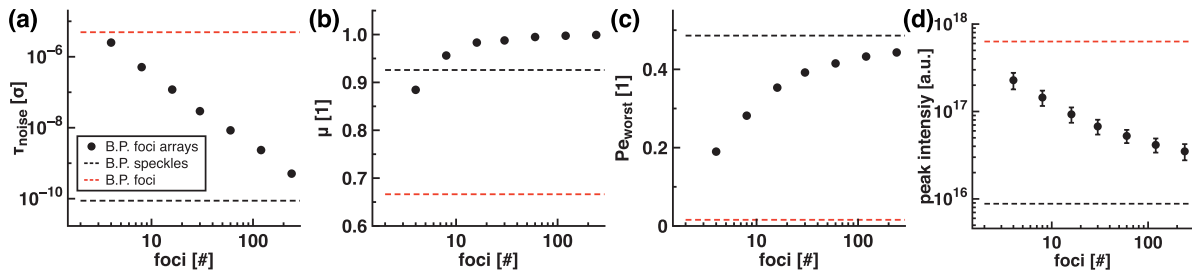 (a)
10⁻⁶
10⁻⁸
10⁻¹⁰
τnoise [σ]
B.P. foci arrays
B.P. speckles
B.P. foci
10
100
foci [#]
(b)
1.0
0.9
0.8
0.7
0.6
μ [1]
10
100
foci [#]
(c)
0.4
0.2
0
Peworst [1]
10
100
foci [#]
(d)
10¹⁸
10¹⁷
10¹⁶
peak intensiy [a.u.]
10
100
foci [#]